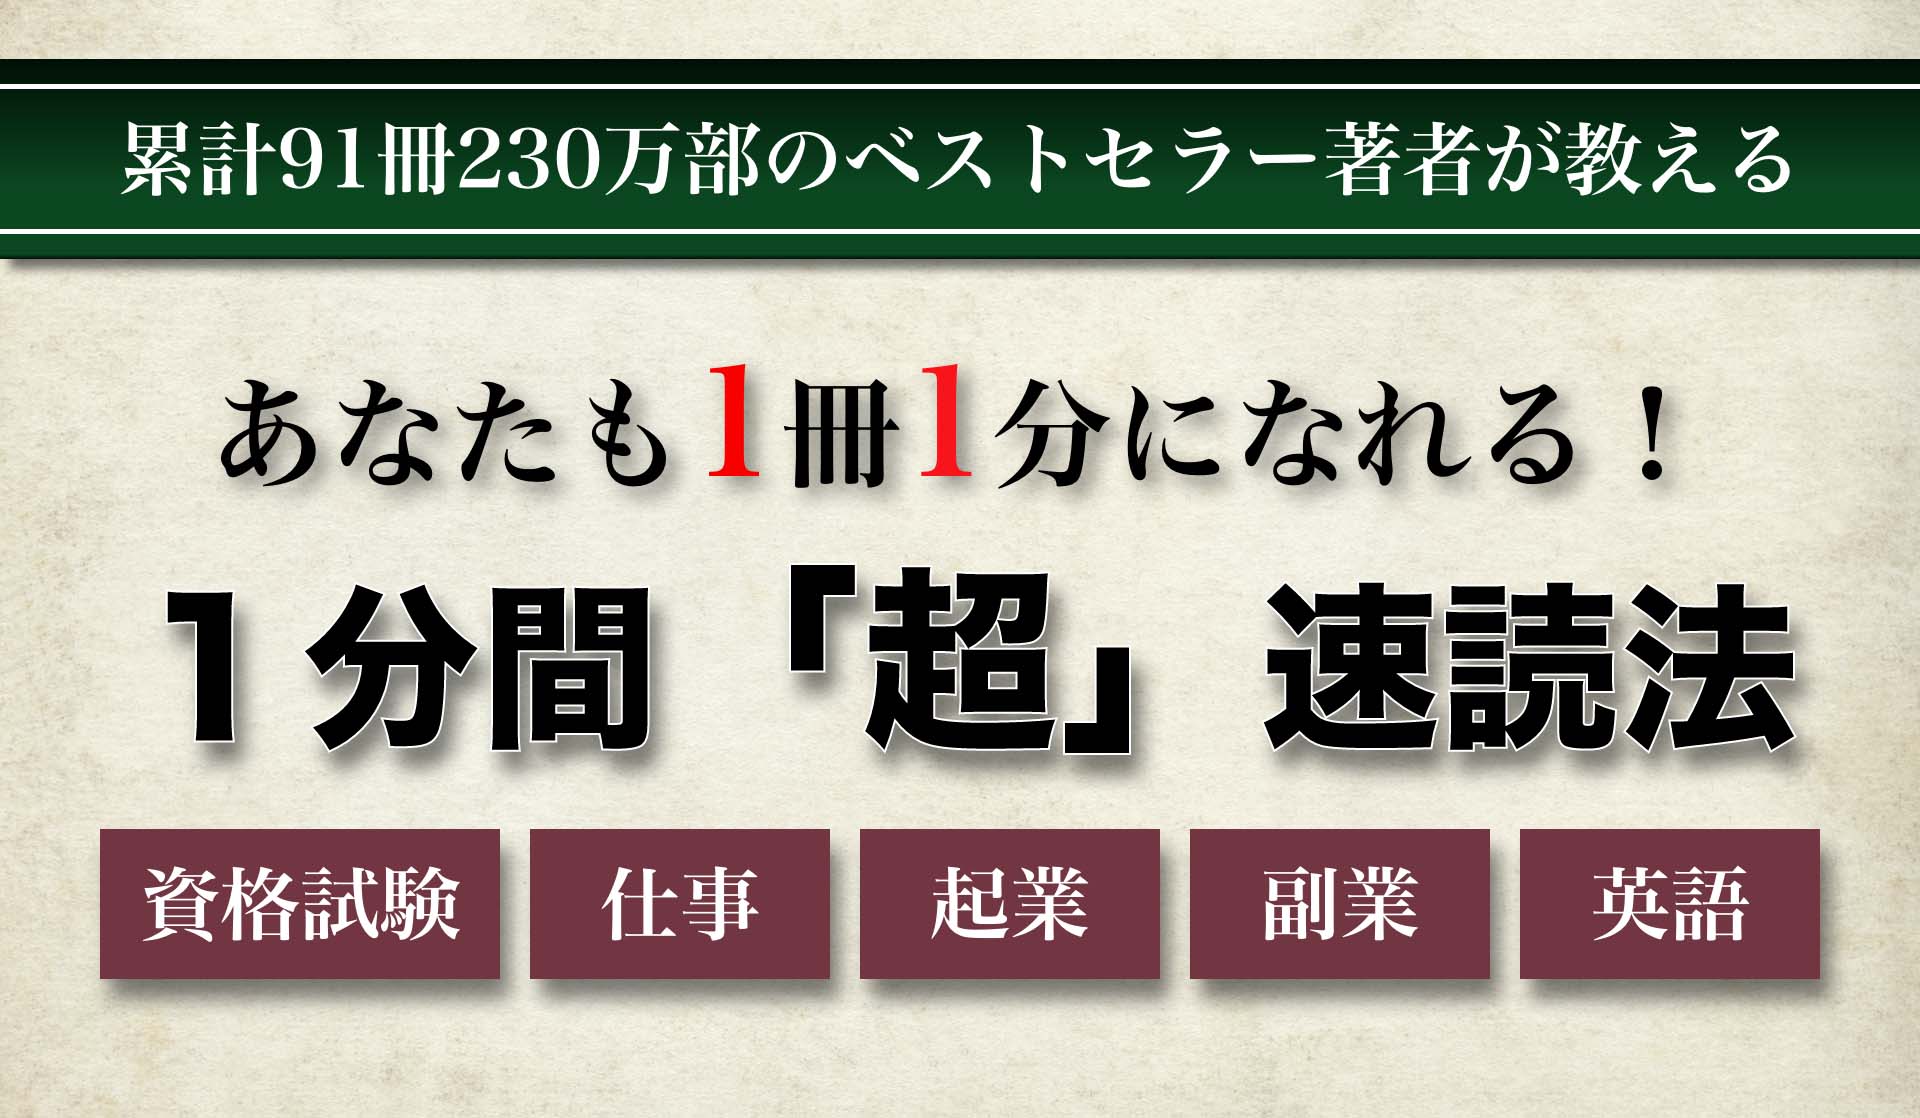 累計91冊230万部のベストセラー著者が教える
あなたも1冊1分になれる！
１分間「超」速読法
資格試験 仕事 起業 副業 英語